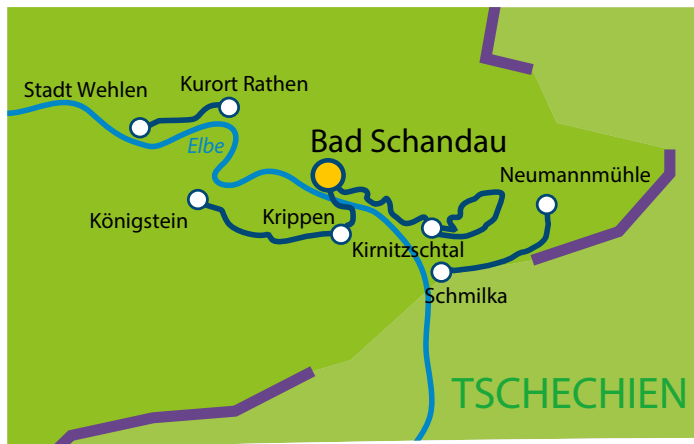 Stadt Wehlen
Kurort Rathen
Elbe
Bad Schandau
Neumannmühle
Königstein
Krippen
Kirnitzschtal
Schmilka
TSCHECHIEN